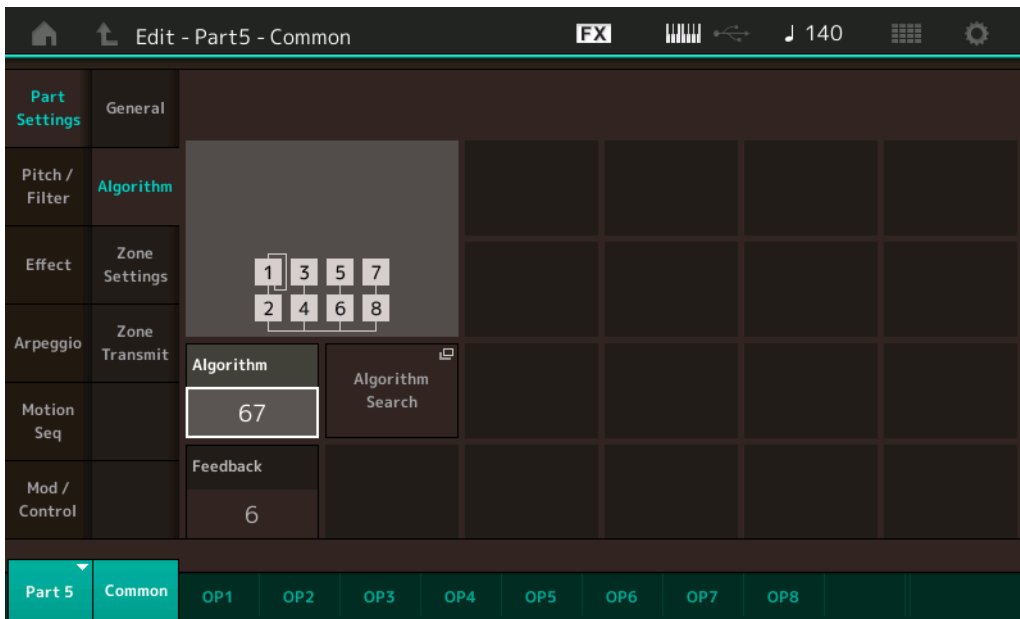 Edit - Part5 - Common
FX
♩ 140
Part
Settings
General
Pitch /
Filter
Algorithm
Effect
Zone
Settings
1 3 5 7
2 4 6 8
Arpeggio
Zone
Transmit
Algorithm
67
Algorithm
Search
Motion
Seq
Feedback
6
Mod /
Control
Part 5
Common
OP1 OP2 OP3 OP4 OP5 OP6 OP7 OP8